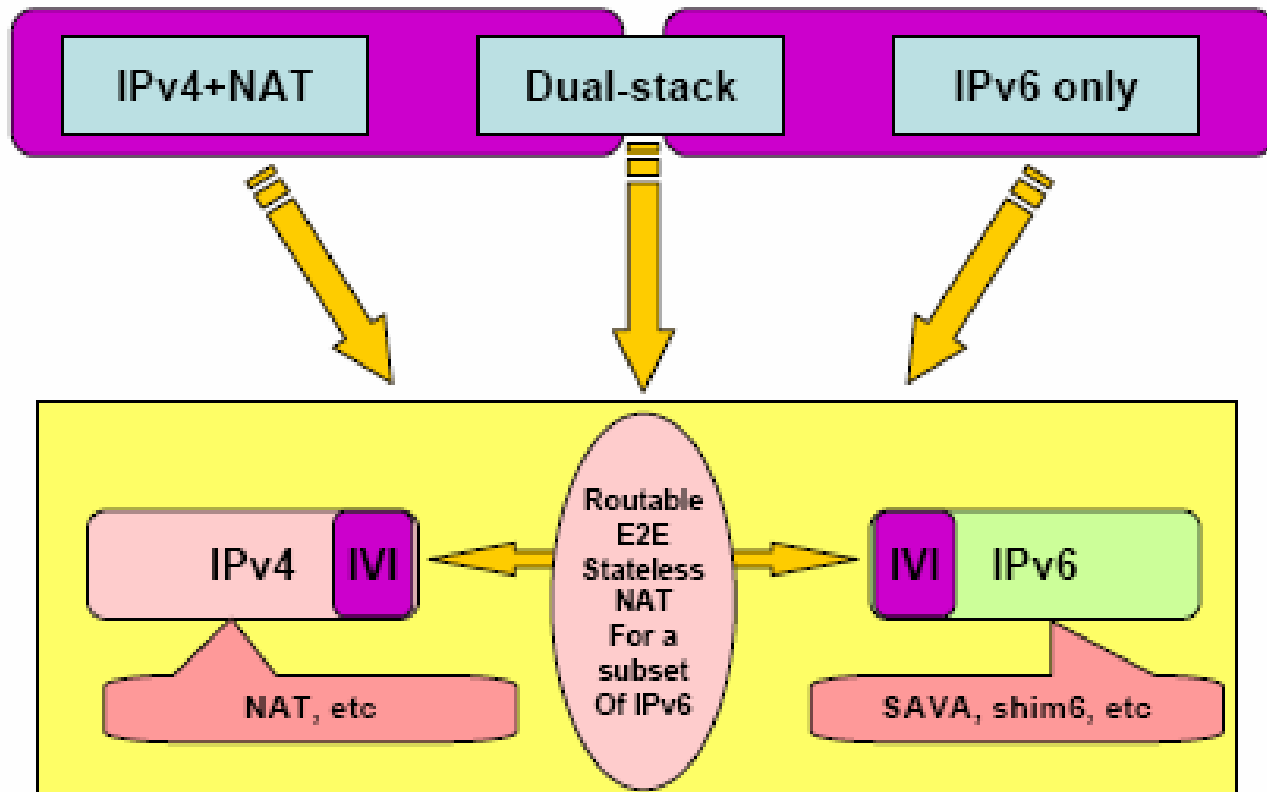 IPv4+NAT
Dual-stack
IPv6 only
Routable
E2E
Stateless
NAT
For a
subset
Of IPv6
IPv4
IVI
IVI
IPv6
NAT, etc
SAVA, shim6, etc